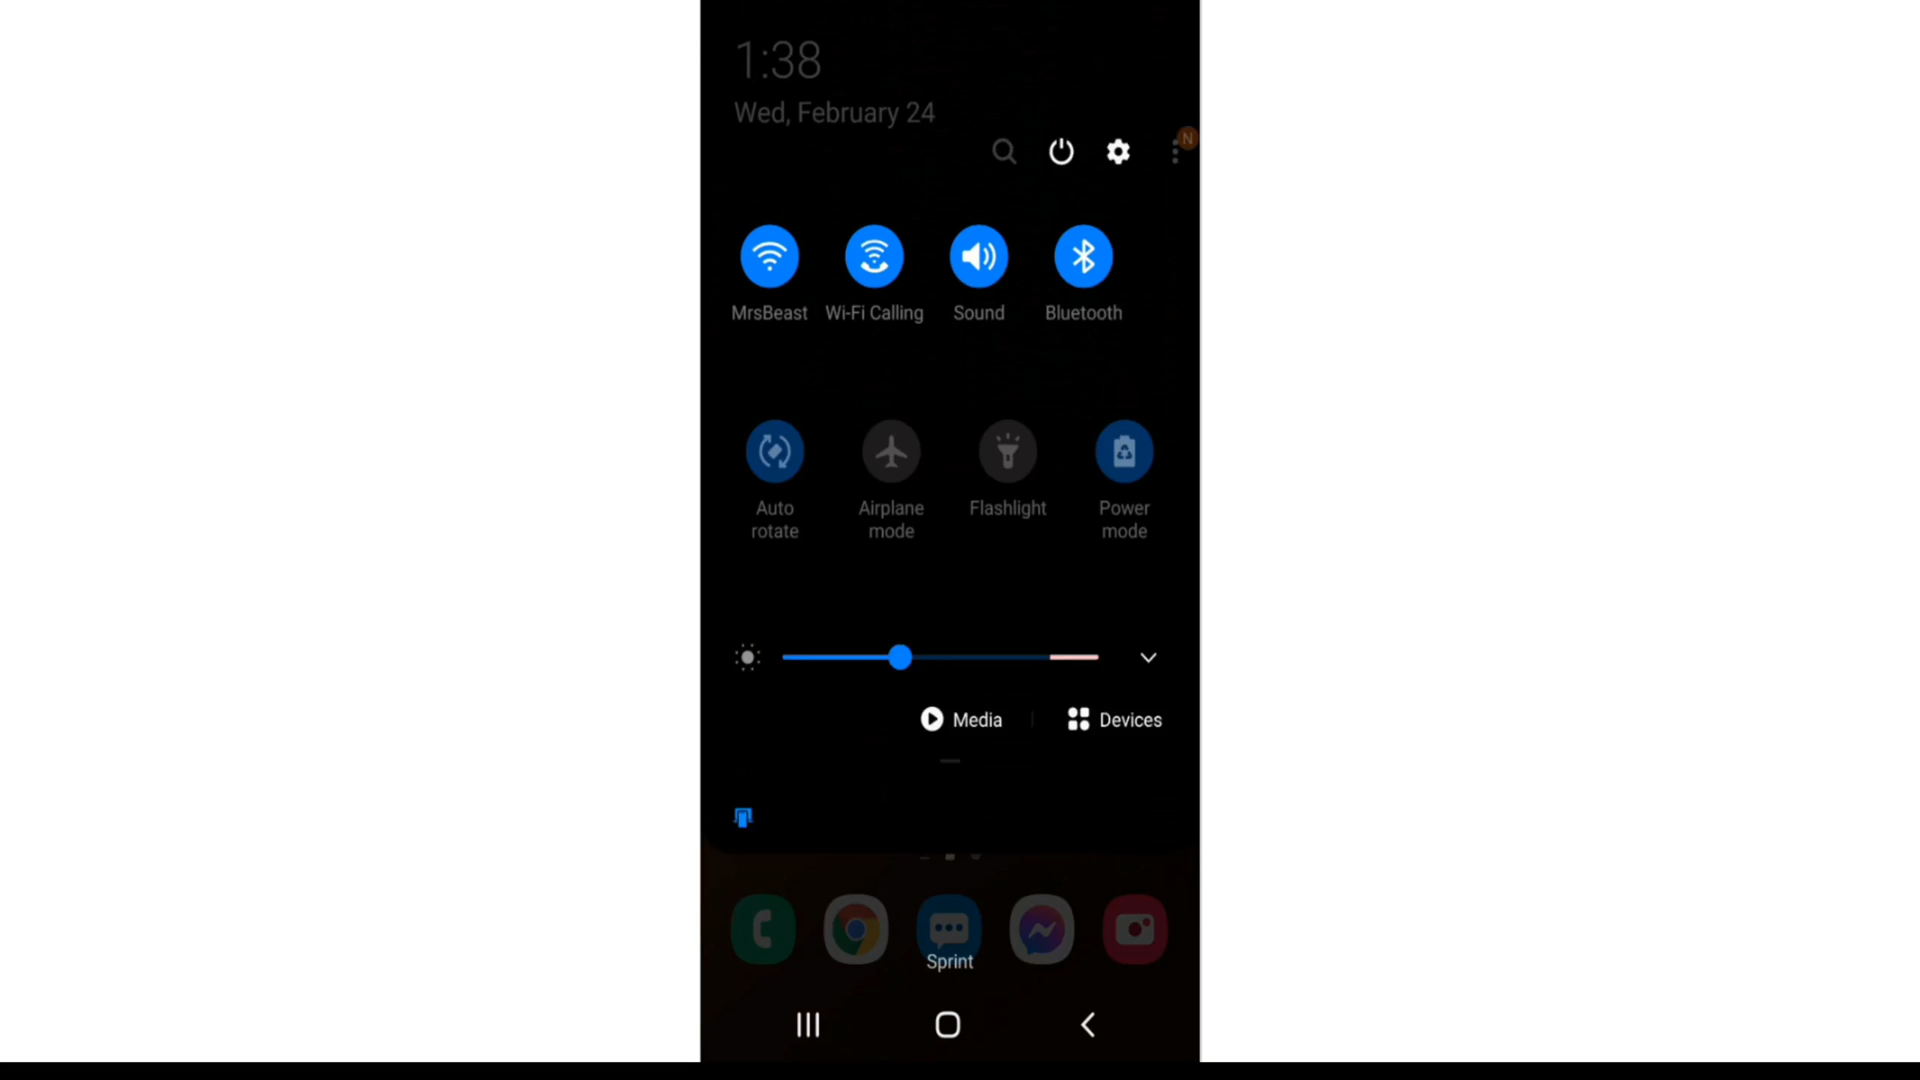 1:38
Wed, February 24
N
MrsBeast Wi-Fi Calling Sound Bluetooth
Auto rotate
Airplane mode
Flashlight
Power mode
Media
Devices
Sprint